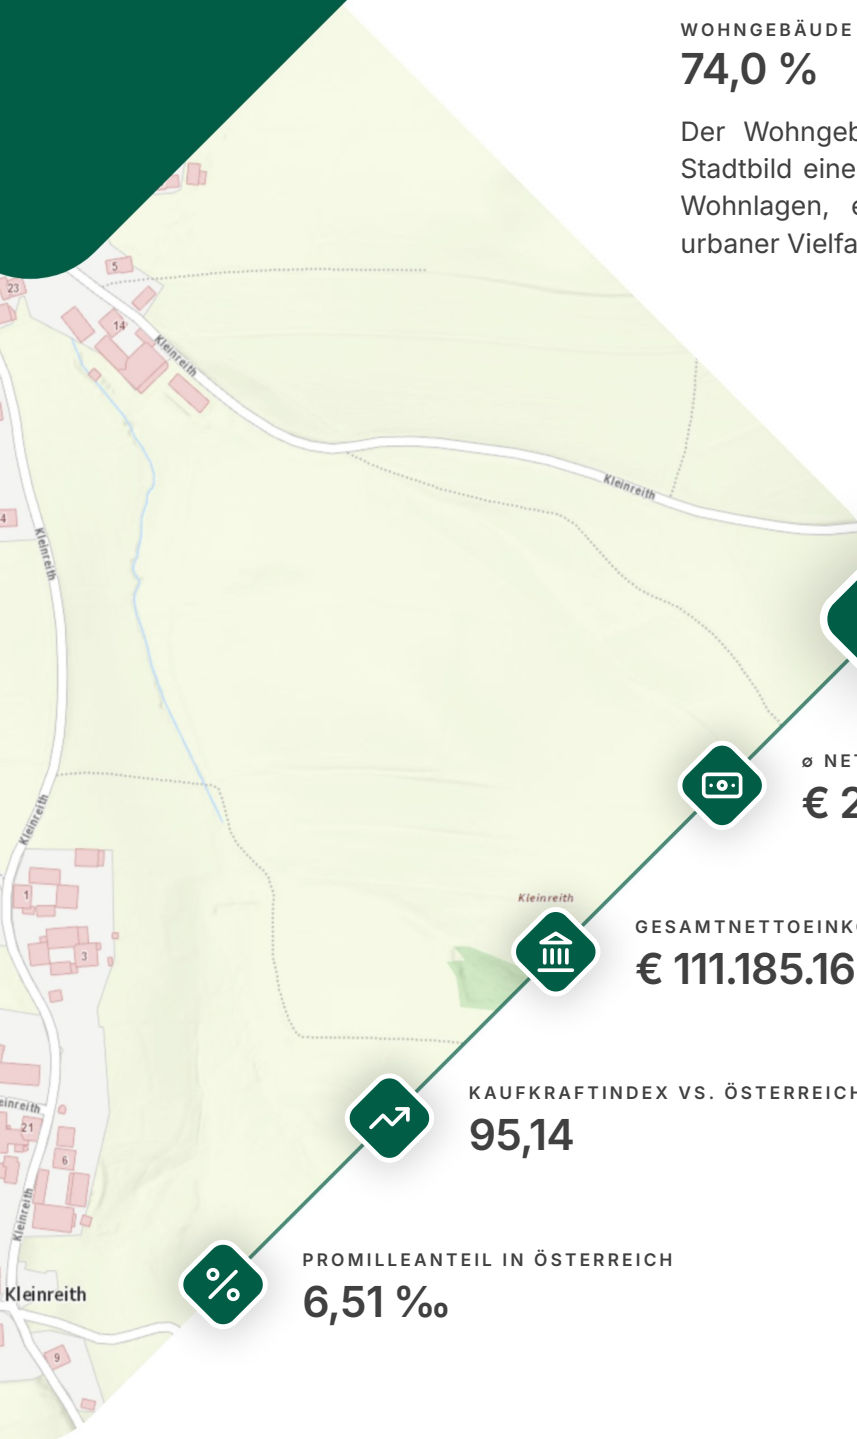 WOHNGEBÄUDE
74,0 %
Der Wohngeb
Stadtbild eine
Wohnlagen, e
urbaner Vielfa
5
23
14
Kleinreith
Kleinreith
4
Kleinreith
Kleinreith
ø NET
€ 2
1
Kleinreith
GESAMTNETTOEINKO
€ 111.185.16
3
KAUFKRAFTINDEX VS. ÖSTERREICH
95,14
einreith
21
6
Kleinreith
PROMILLEANTEIL IN ÖSTERREICH
6,51 ‰
Kleinreith
9